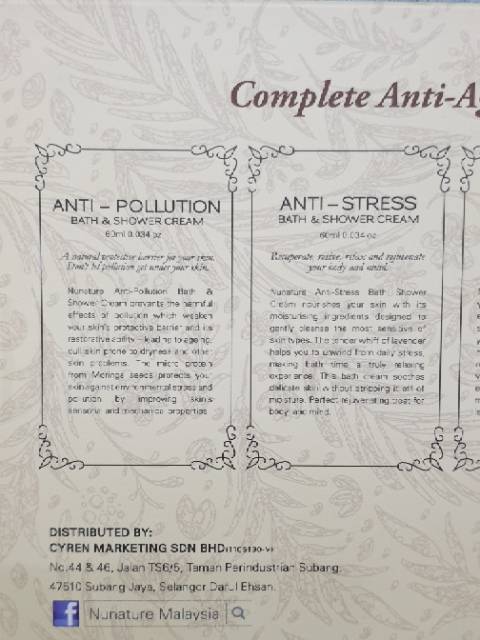 Complete Anti-A
ANTI – POLLUTION
BATH & SHOWER CREAM
60ml 0.034 oz
A natural protective barrier for your skin.
Don't let pollution get under your skin.
Nunature Anti-Pollution Bath &
Shower Cream prevents the harmful
effects of pollution which weaken
your skin's protective barrier and its
restorative ability – leading to ageing,
dull skin prone to dryness and other
skin problems. The micro protein
from Moringa seeds protects your
skin against environmental stress and
pollution by improving skin's
sensorial and mechanical properties.
ANTI – STRESS
BATH & SHOWER CREAM
60ml 0.034 oz
Recuperate, revive, relax and rejuvenate
your body and mind.
Nunature Anti-Stress Bath Shower
Cream nourishes your skin with its
moisturising ingredients designed to
gently cleanse the most sensitive of
skin types. The tender whiff of lavender
helps you to unwind from daily stress,
making bath time a truly relaxing
experience. This bath cream soothes
delicate skin without stripping it off of
moisture. Perfect rejuvenating treat for
body and mind.
DISTRIBUTED BY:
CYREN MARKETING SDN BHD
No.44 & 46, Jalan TS6/5, Taman Perindustrian Subang,
47510 Subang Jaya, Selangor Darul Ehsan.
f Nunature Malaysia